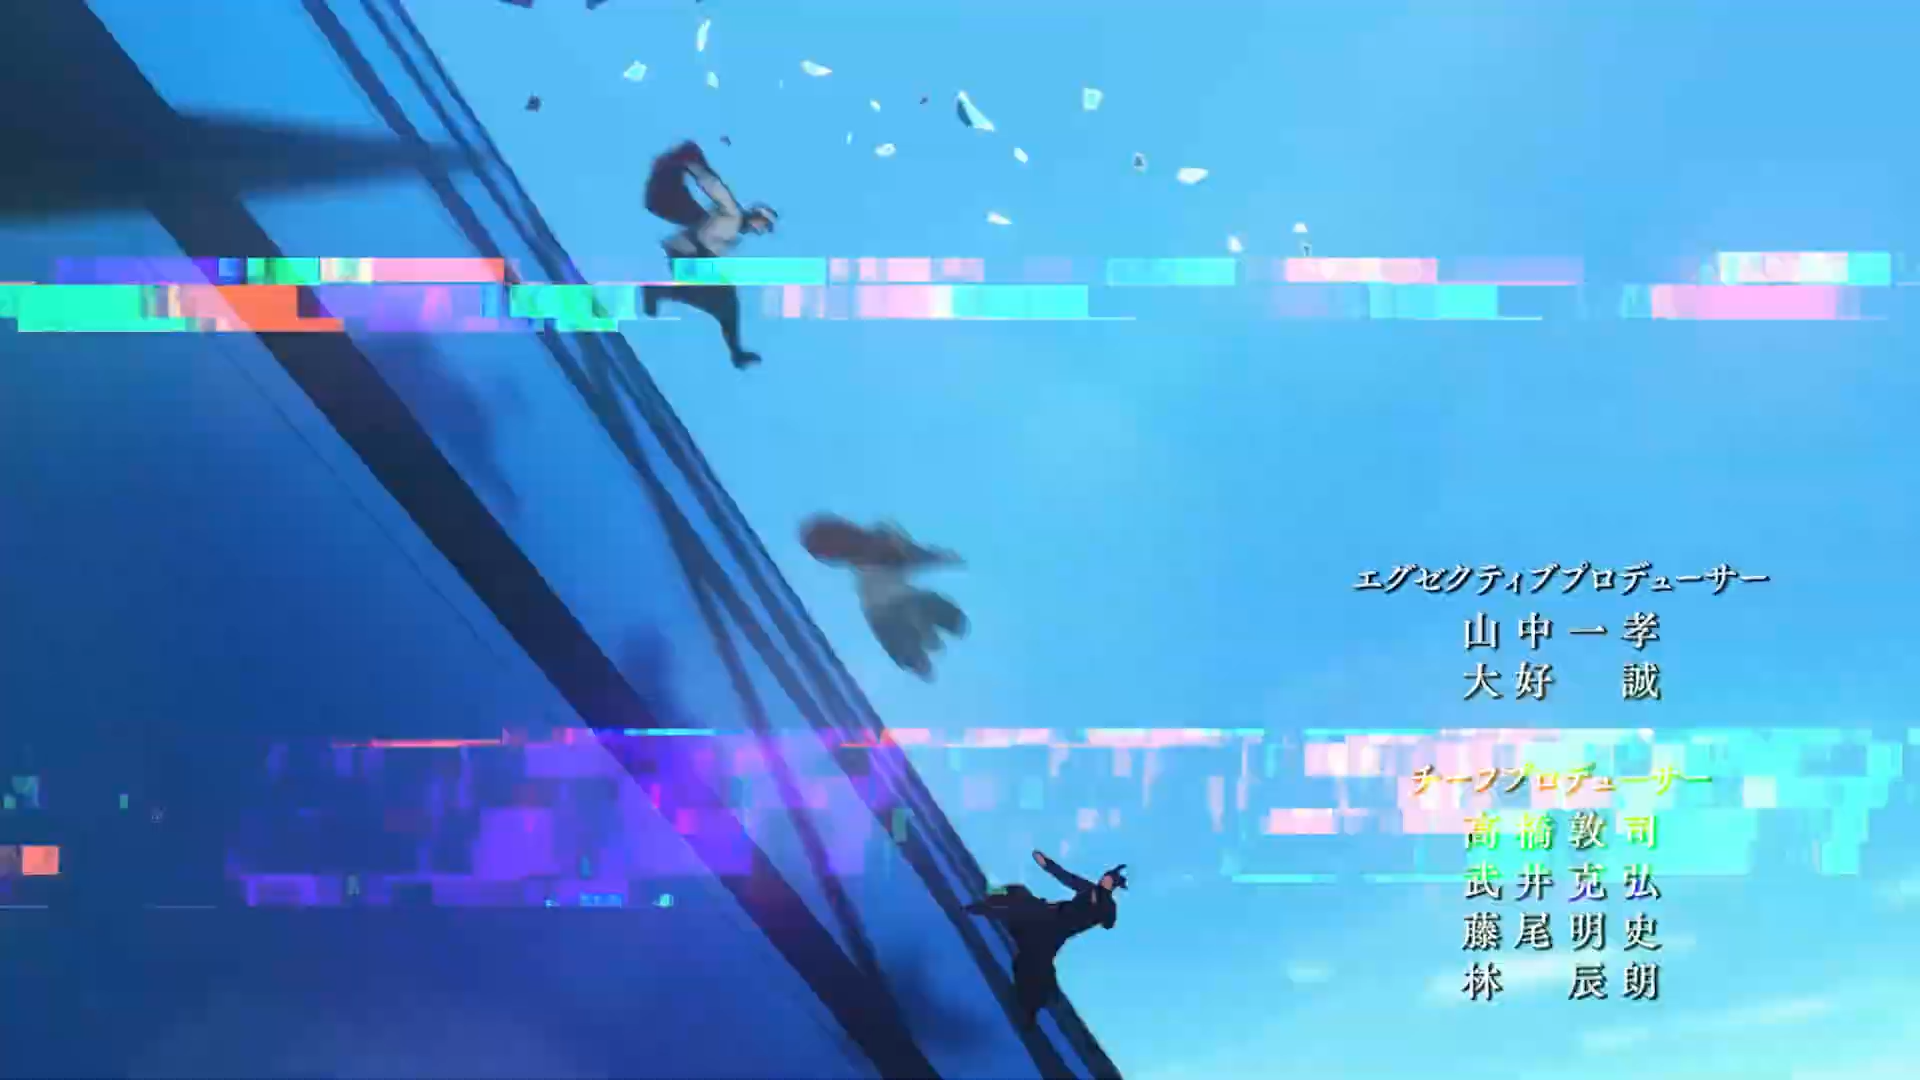 エグゼクティブプロデューサー
山中一孝
大好 誠
チーフプロデューサー
高橋敦司
武井克弘
藤尾明史
林 辰朗